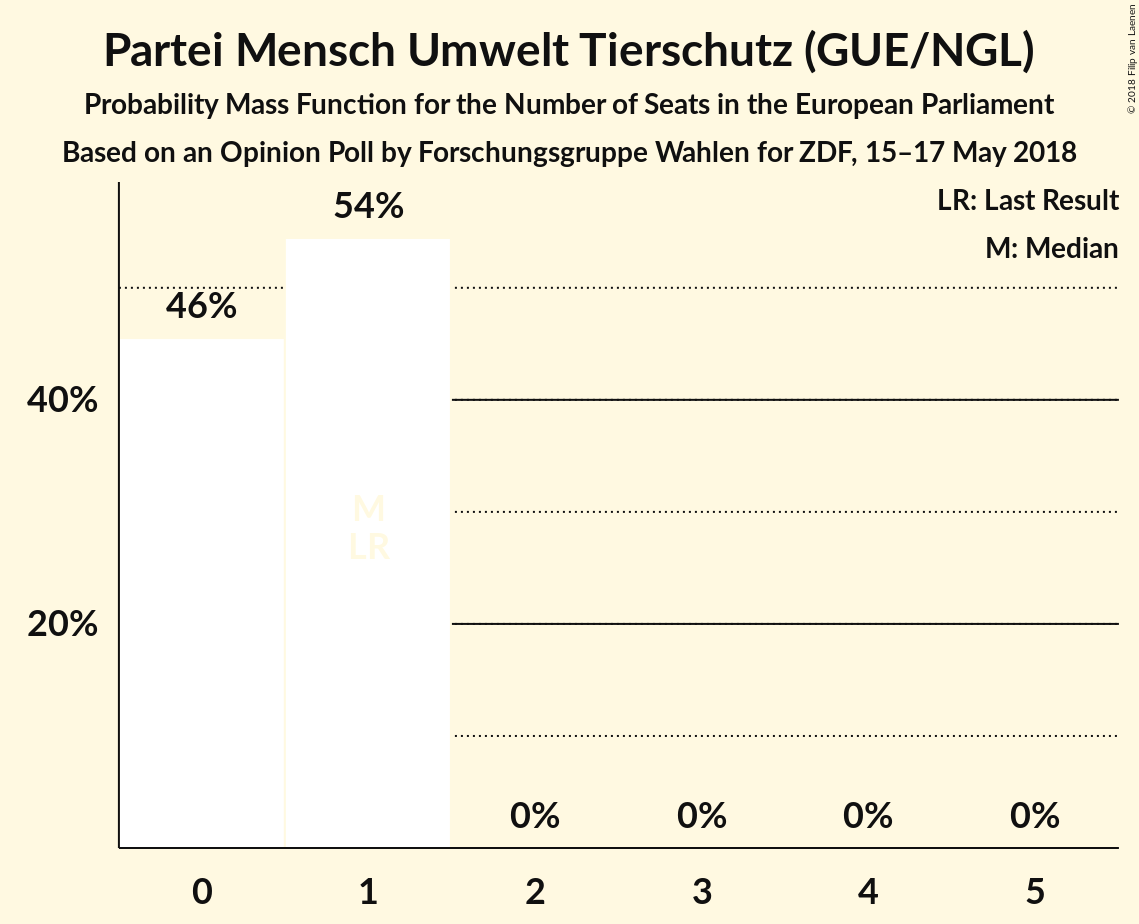 Partei Mensch Umwelt Tierschutz (GUE/NGL)
Probability Mass Function for the Number of Seats in the European Parliament
Based on an Opinion Poll by Forschungsgruppe Wahlen for ZDF, 15–17 May 2018
© 2018 Filip van Laenen
LR: Last Result
M: Median
54%
46%
40%
20%
M
LR
0% 0% 0% 0%
0 1 2 3 4 5